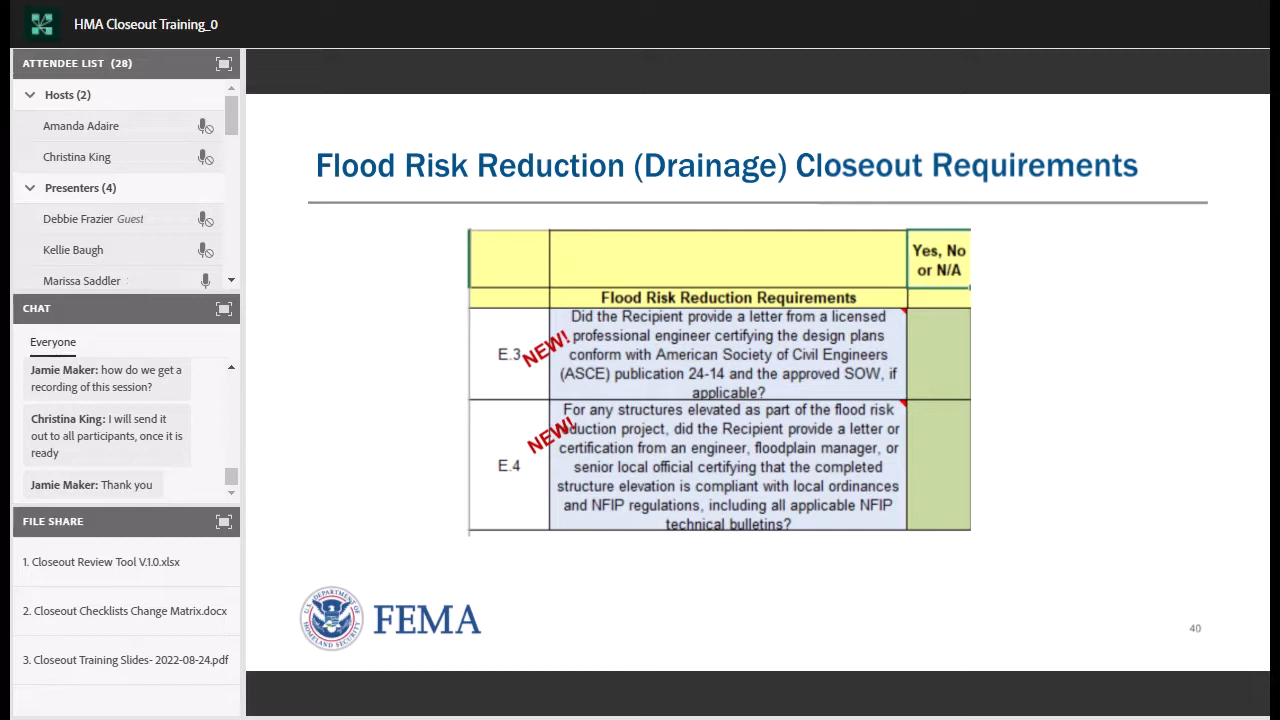 HMA Closeout Training_0
ATTENDEE LIST (28)
Hosts (2)
Amanda Adaire
Christina King
Presenters (4)
Debbie Frazier Guest
Kellie Baugh
Marissa Saddler
CHAT
Everyone
Jamie Maker: how do we get a
recording of this session?
Christina King: I will send it
out to all participants, once it is
ready
Jamie Maker: Thank you
FILE SHARE
1. Closeout Review Tool V.1.0.xlsx
2. Closeout Checklists Change Matrix.docx
3. Closeout Training Slides- 2022-08-24.pdf
Flood Risk Reduction (Drainage) Closeout Requirements
Yes, No
or N/A
Flood Risk Reduction Requirements
E.3
NEW!
Did the Recipient provide a letter from a licensed
professional engineer certifying the design plans
conform with American Society of Civil Engineers
(ASCE) publication 24-14 and the approved SOW, if
applicable?
E.4
NEW!
For any structures elevated as part of the flood risk
duction project, did the Recipient provide a letter or
certification from an engineer, floodplain manager, or
senior local official certifying that the completed
structure elevation is compliant with local ordinances
and NFIP regulations, including all applicable NFIP
technical bulletins?
U.S. DEPARTMENT OF
HOMELAND SECURITY
FEMA
40